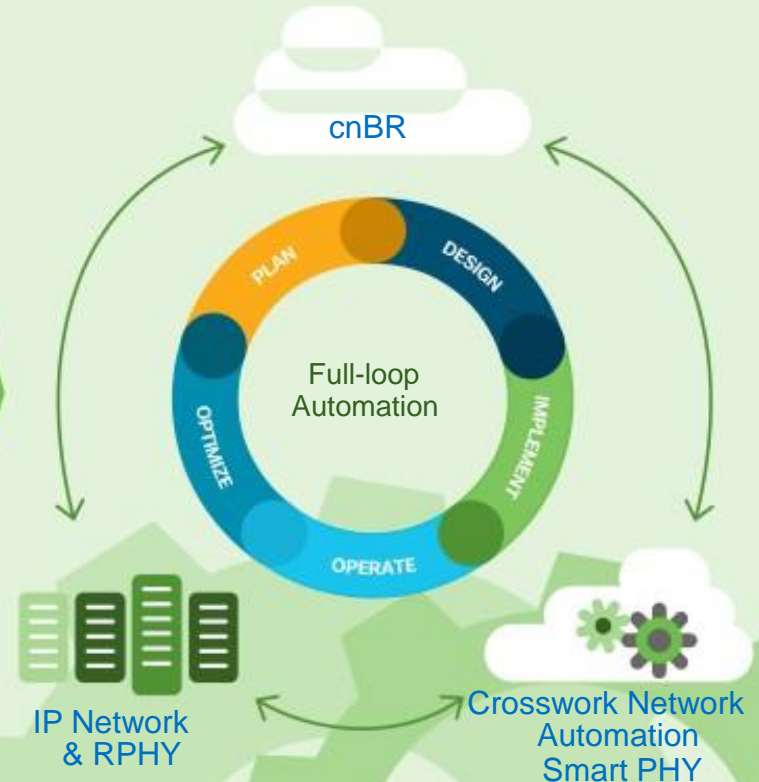 cnBR
PLAN
DESIGN
Full-loop
Automation
OPTIMIZE
IMPLEMENT
OPERATE
IP Network
& RPHY
Crosswork Network
Automation
Smart PHY